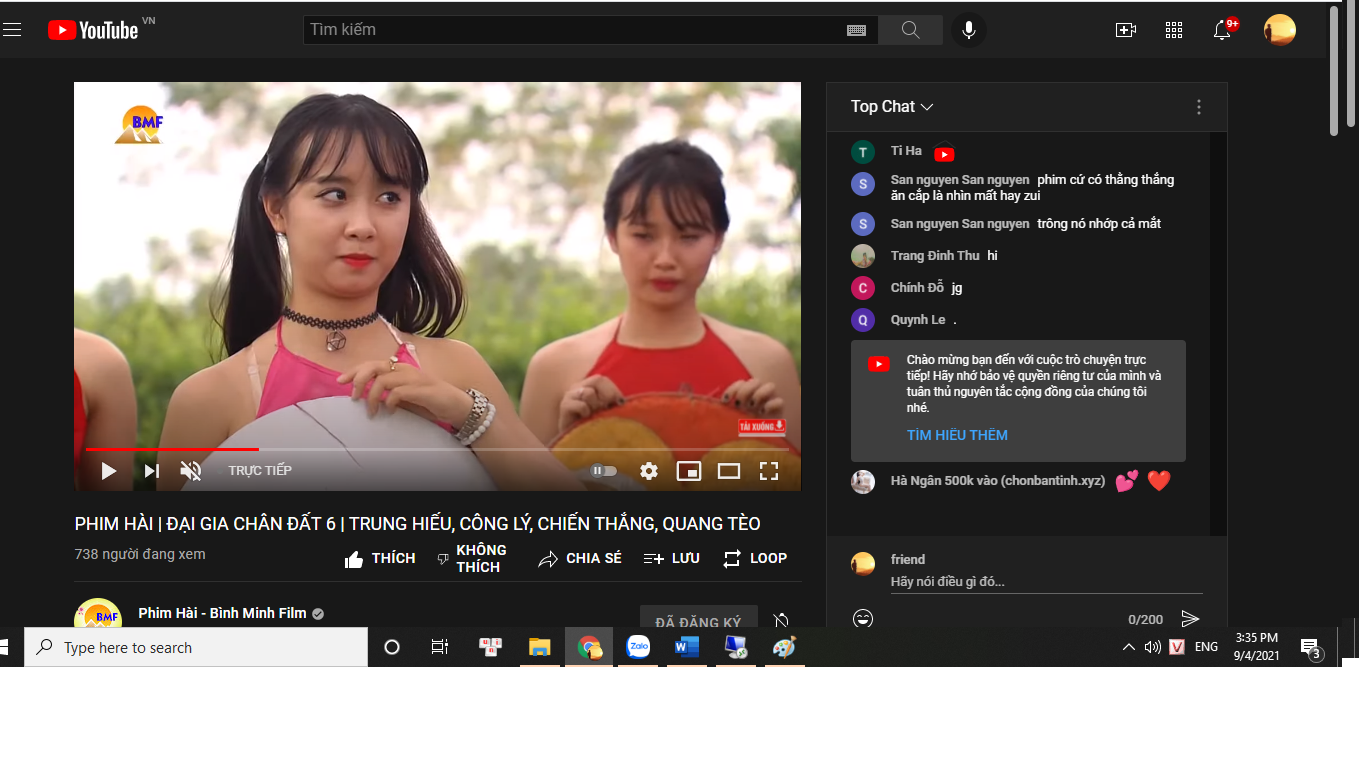 YouTube VN
Tìm kiếm
9+
BMF
TẢI XUỐNG
TRỰC TIẾP
PHIM HÀI | ĐẠI GIA CHÂN ĐẤT 6 | TRUNG HIẾU, CÔNG LÝ, CHIẾN THẮNG, QUANG TÈO
738 người đang xem
THÍCH
KHÔNG
THÍCH
CHIA SẺ
LƯU
LOOP
BMF
Phim Hài - Bình Minh Film
ĐÃ ĐĂNG KÝ
Top Chat
T Ti Ha
S San nguyen San nguyen phim cứ có thằng thắng
ăn cắp là nhìn mất hay zui
S San nguyen San nguyen trông nó nhớp cả mắt
Trang Đinh Thu hi
C Chính Đỗ jg
Q Quynh Le .
Chào mừng bạn đến với cuộc trò chuyện trực
tiếp! Hãy nhớ bảo vệ quyền riêng tư của mình và
tuân thủ nguyên tắc cộng đồng của chúng tôi
nhé.
TÌM HIỂU THÊM
Hà Ngân 500k vào (chonbantinh.xyz) 💕 ❤️
friend
Hãy nói điều gì đó...
0/200
Type here to search
Zalo
W
V
ENG
3:35 PM
9/4/2021
3